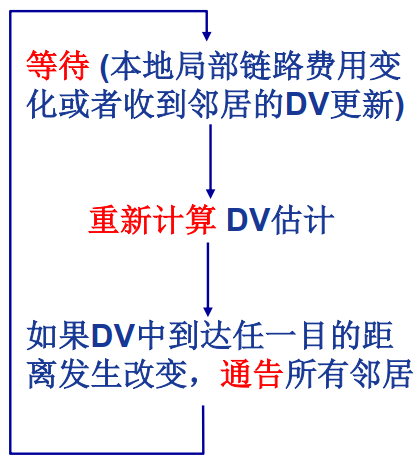 等待 (本地局部链路费用变
化或者收到邻居的DV更新)
重新计算 DV估计
如果DV中到达任一目的距
离发生改变，通告所有邻居